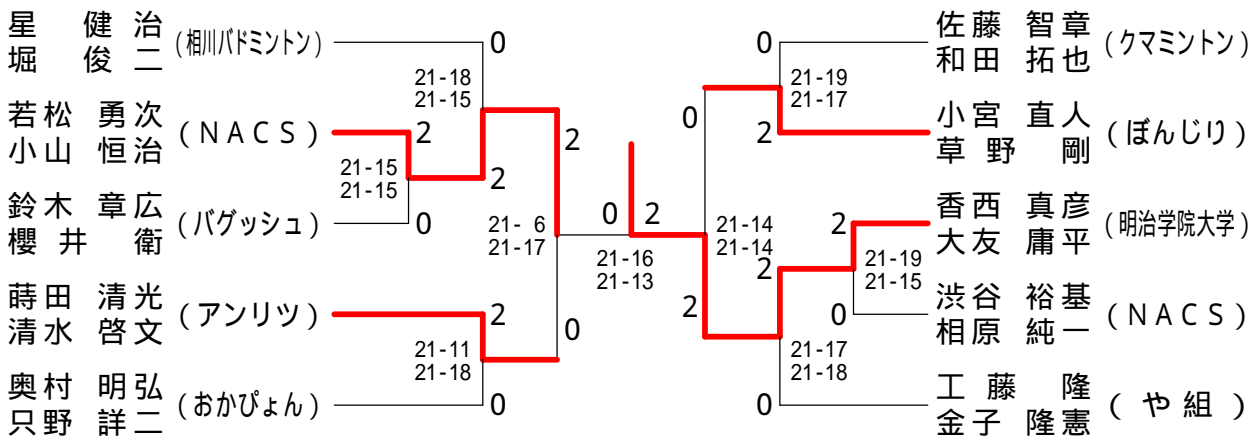 星 健 治
堀 俊 二
(相川バドミントン)
若松 勇次
小山 恒治
(NACS)
鈴木 章広
櫻井 衛
(バゲッシュ)
蒔田 清光
清水 啓文
(アンリツ)
奥村 明弘
只野 詳二
(おかぴょん)
0
21-18
21-15
2
21-15
21-15
0
2
2
21- 6
21-17
2
0
21-11
21-18
0
0
2
21-16
21-13
0
21-14
21-14
2
0
21-19
21-17
2
2
2
21-19
21-15
0
21-17
21-18
0
佐藤 智章
和田 拓也
(クマミントン)
小宮 直人
草野 剛
(ぼんじり)
香西 真彦
大友 庸平
(明治学院大学)
渋谷 裕基
相原 純一
(NACS)
工藤 隆
金子 隆憲
(や組)